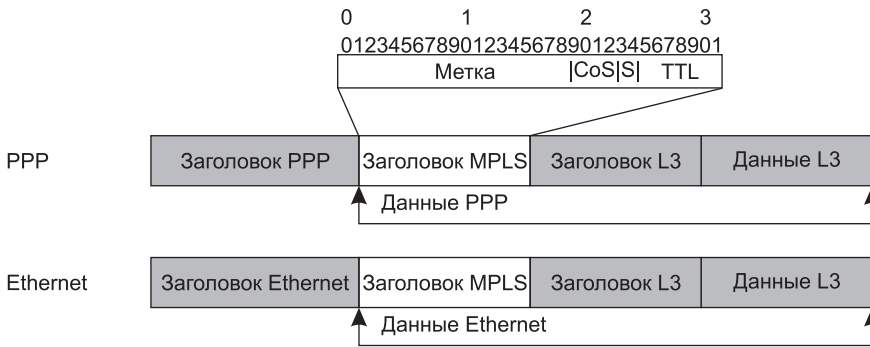 0 1 2 3
01234567890123456789012345678901
Метка |CoS|S| TTL
PPP Заголовок PPP Заголовок MPLS Заголовок L3 Данные L3
Данные PPP
Ethernet Заголовок Ethernet Заголовок MPLS Заголовок L3 Данные L3
Данные Ethernet